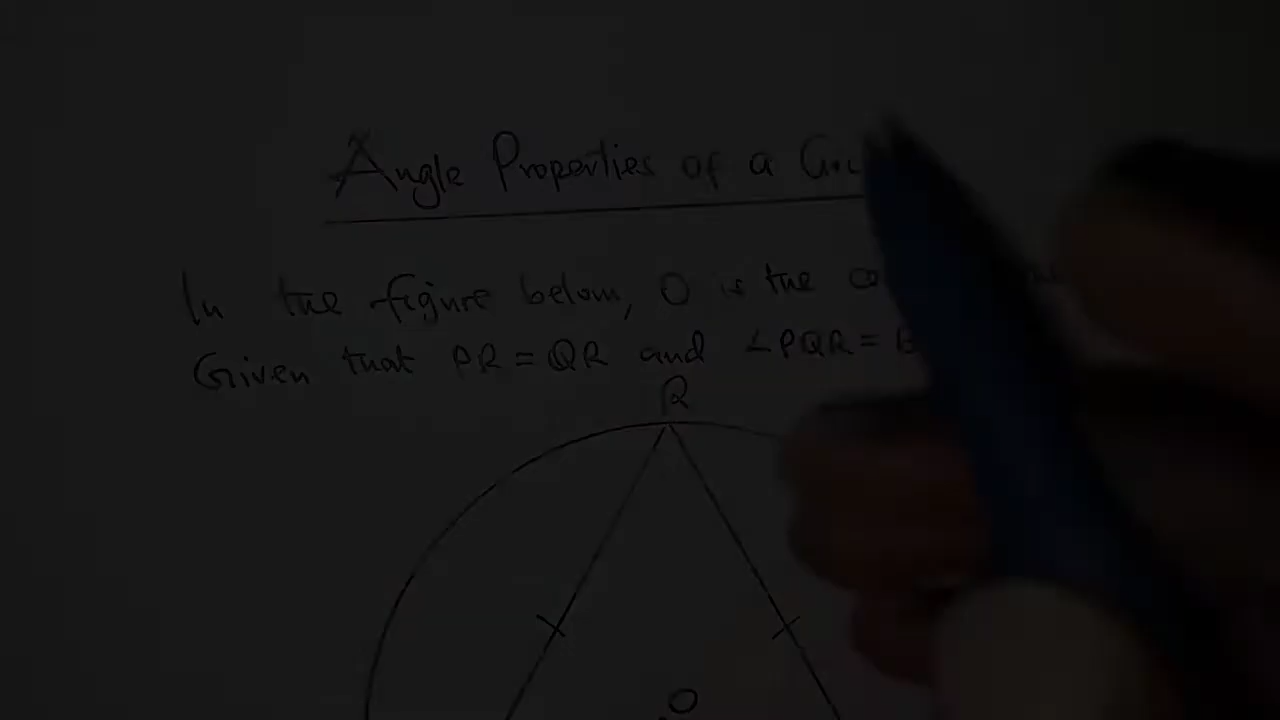 Angle Properties of a
In the figure below, O is the
Given that PR = QR and ∠PQR =
R
O